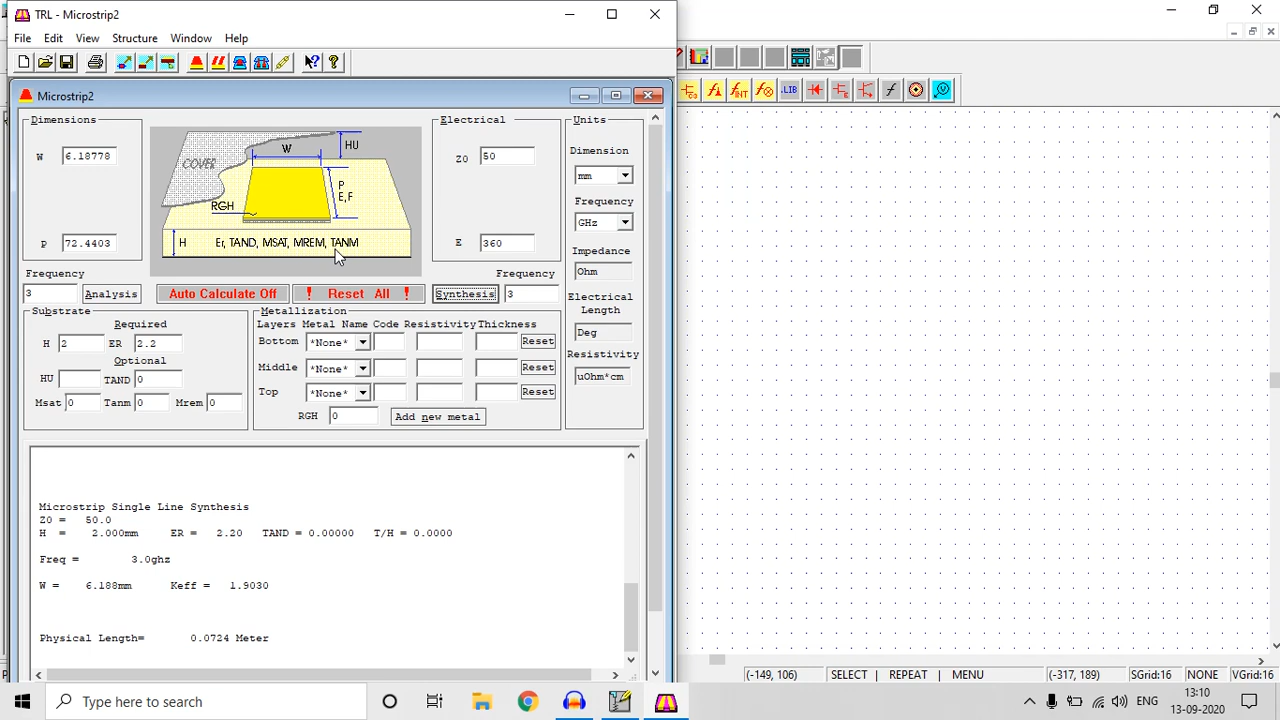 TRL - Microstrip2
File Edit View Structure Window Help
Microstrip2
Dimensions
W 6.18778
P 72.4403
COVER
W
HU
P
E,F
RGH
H Er, TAND, MSAT, MREM, TANM
Electrical
Z0 50
E 360
Units
Dimension
mm
Frequency
GHz
Impedance
Ohm
Electrical
Length
Deg
Resistivity
uOhm*cm
Frequency
3 Analysis
Auto Calculate Off
! Reset All !
Frequency
Synthesis 3
Substrate
Required
H 2 ER 2.2
Optional
HU TAND 0
Msat 0 Tanm 0 Mrem 0
Metallization
Layers Metal Name Code Resistivity Thickness
Bottom *None* Reset
Middle *None* Reset
Top *None* Reset
RGH 0 Add new metal
Microstrip Single Line Synthesis
Z0 = 50.0
H = 2.000mm ER = 2.20 TAND = 0.00000 T/H = 0.0000
Freq = 3.0ghz
W = 6.188mm Keff = 1.9030
Physical Length= 0.0724 Meter
.LIB
INT
(-149, 106) SELECT REPEAT MENU (-317, 189) SGrid:16 NONE VGrid:16
Type here to search
ENG
13:10
13-09-2020